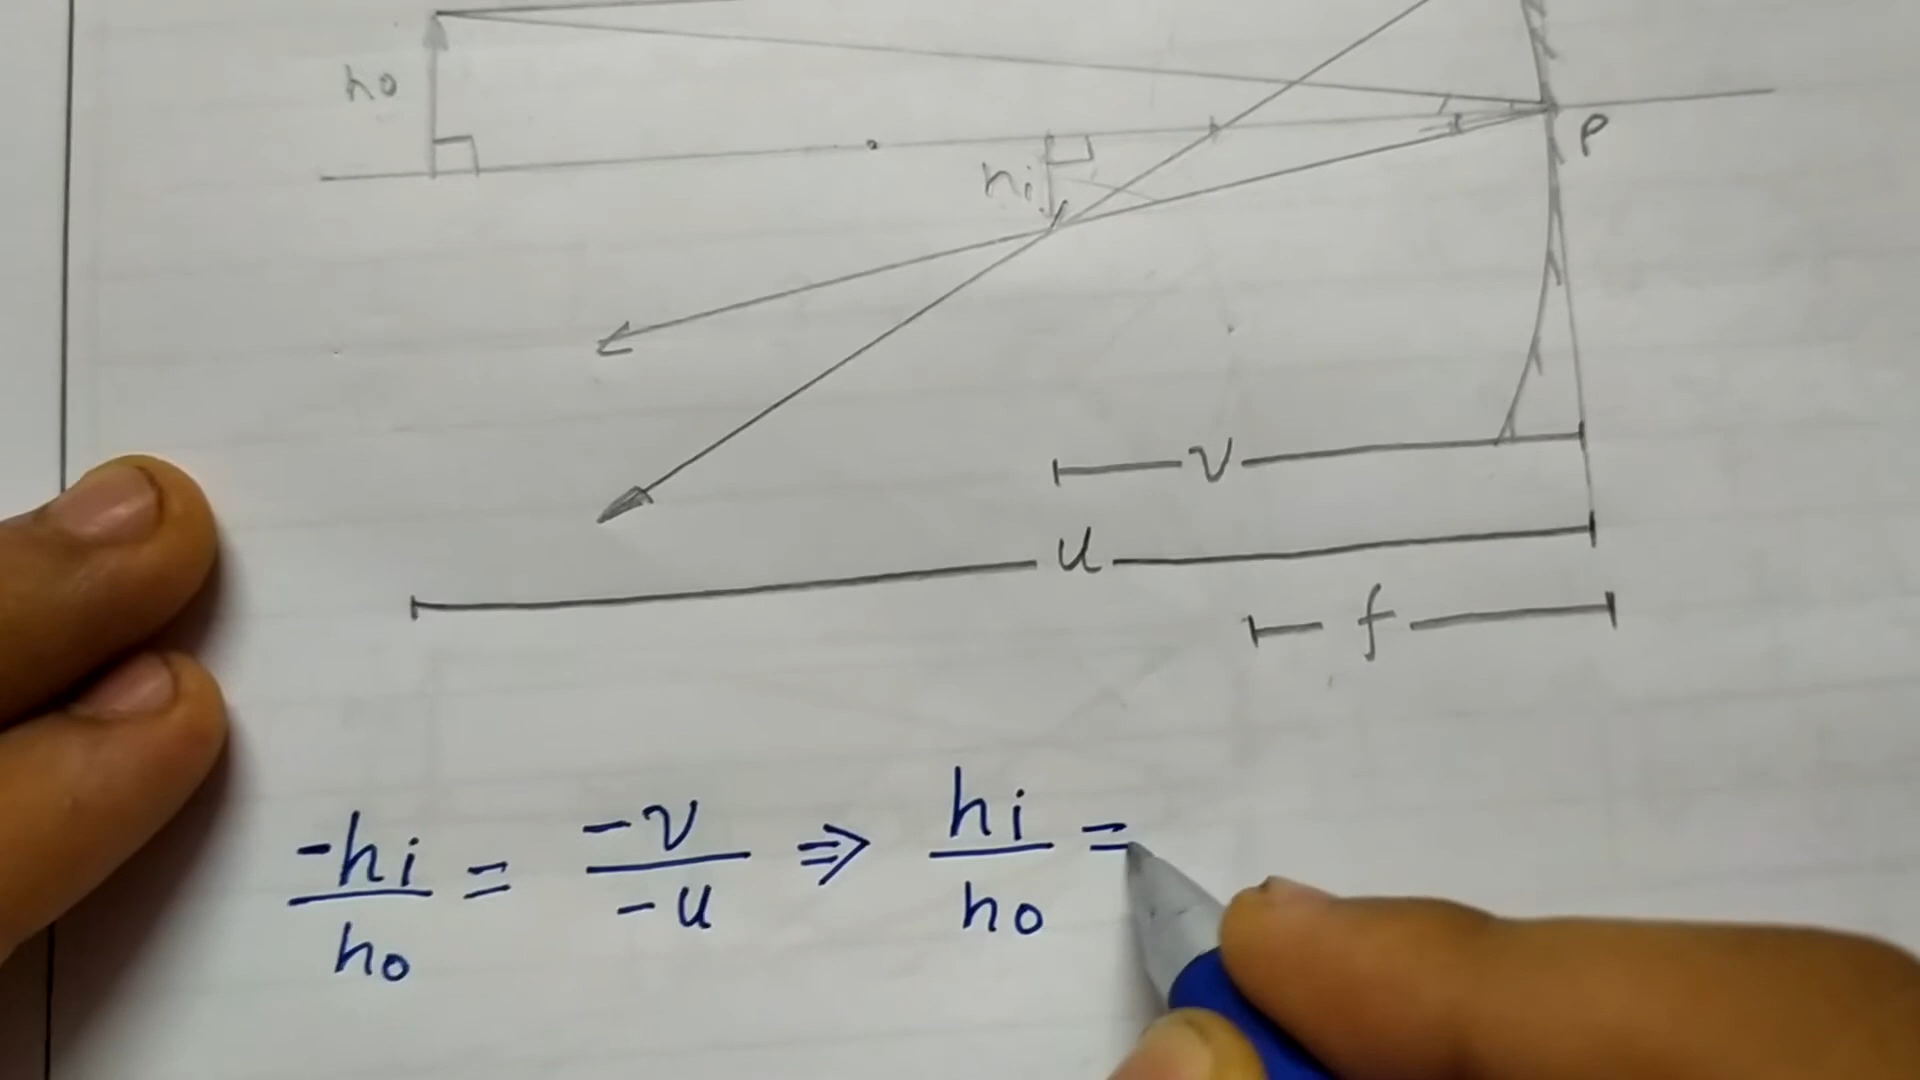 ho
P
hi
v
u
f
-hi/ho = -v/-u ⇒ hi/ho =